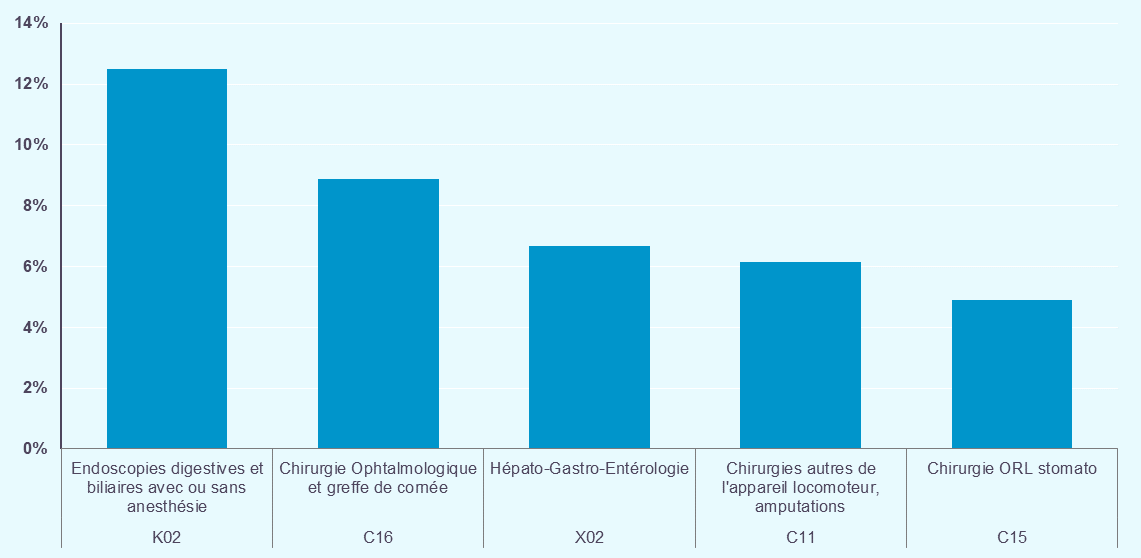 14%
12%
10%
8%
6%
4%
2%
0%
Endoscopies digestives et
biliaires avec ou sans
anesthésie
K02
Chirurgie Ophtalmologique
et greffe de cornée
C16
Hépato-Gastro-Entérologie
X02
Chirurgies autres de
l'appareil locomoteur,
amputations
C11
Chirurgie ORL stomato
C15